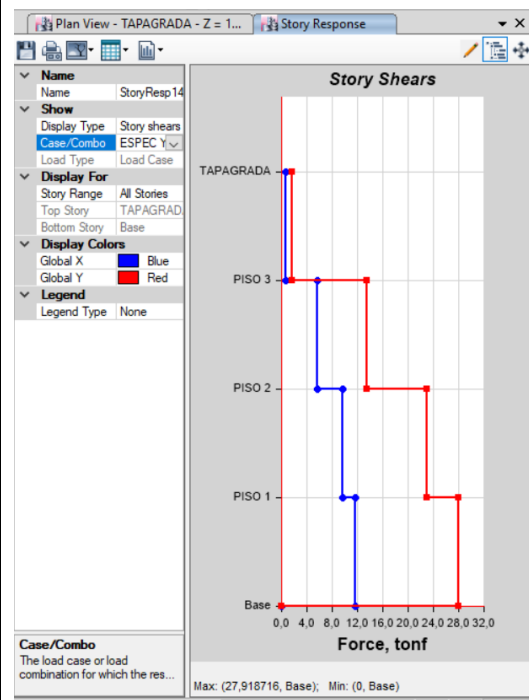 Plan View - TAPAGRADA - Z = 1...
Story Response
Name
Name StoryResp14
Show
Display Type Story shears
Case/Combo ESPEC Y
Load Type Load Case
Display For
Story Range All Stories
Top Story TAPAGRAD.
Bottom Story Base
Display Colors
Global X Blue
Global Y Red
Legend
Legend Type None
Case/Combo
The load case or load
combination for which the res...
Story Shears
TAPAGRADA
PISO 3
PISO 2
PISO 1
Base
0,0 4,0 8,0 12,0 16,0 20,0 24,0 28,0 32,0
Force, tonf
Max: (27,918716, Base); Min: (0, Base)